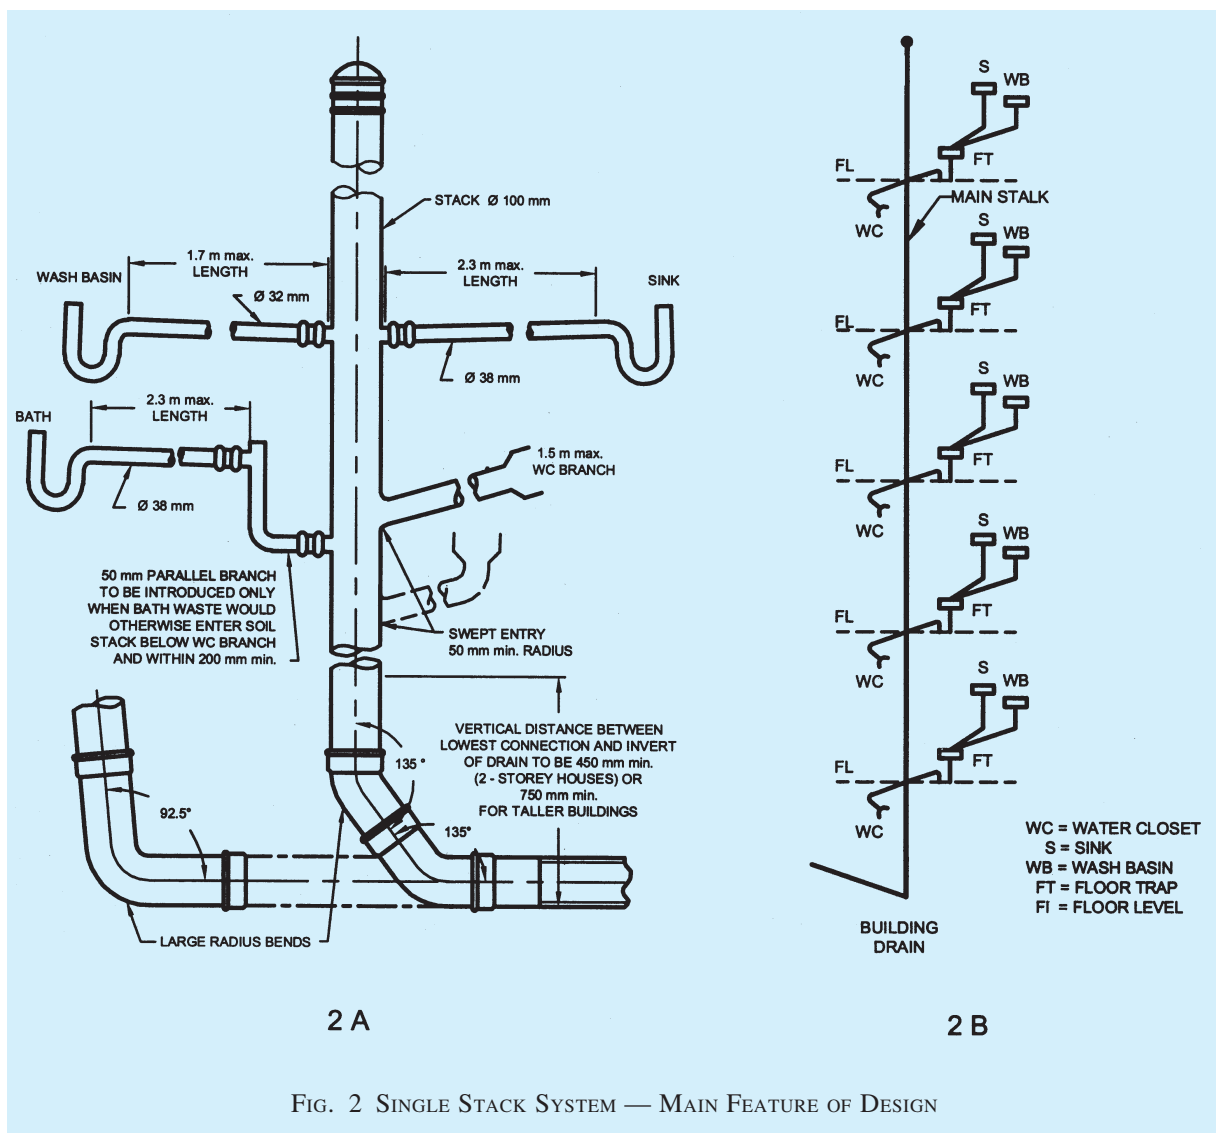 STACK Ø 100 mm
1.7 m max.
LENGTH
WASH BASIN
Ø 32 mm
2.3 m max.
LENGTH
SINK
Ø 38 mm
2.3 m max.
LENGTH
BATH
Ø 38 mm
1.5 m max.
WC BRANCH
50 mm PARALLEL BRANCH
TO BE INTRODUCED ONLY
WHEN BATH WASTE WOULD
OTHERWISE ENTER SOIL
STACK BELOW WC BRANCH
AND WITHIN 200 mm min.
SWEPT ENTRY
50 mm min. RADIUS
VERTICAL DISTANCE BETWEEN
LOWEST CONNECTION AND INVERT
OF DRAIN TO BE 450 mm min.
(2 - STOREY HOUSES) OR
750 mm min.
FOR TALLER BUILDINGS
135°
135°
92.5°
LARGE RADIUS BENDS
2 A
S
WB
FT
FL
MAIN STALK
WC
S
WB
FT
FL
WC
S
WB
FT
FL
WC
S
WB
FT
FL
WC
S
WB
FT
FL
WC
BUILDING
DRAIN
WC = WATER CLOSET
S = SINK
WB = WASH BASIN
FT = FLOOR TRAP
Fl = FLOOR LEVEL
2 B
FIG. 2 SINGLE STACK SYSTEM — MAIN FEATURE OF DESIGN